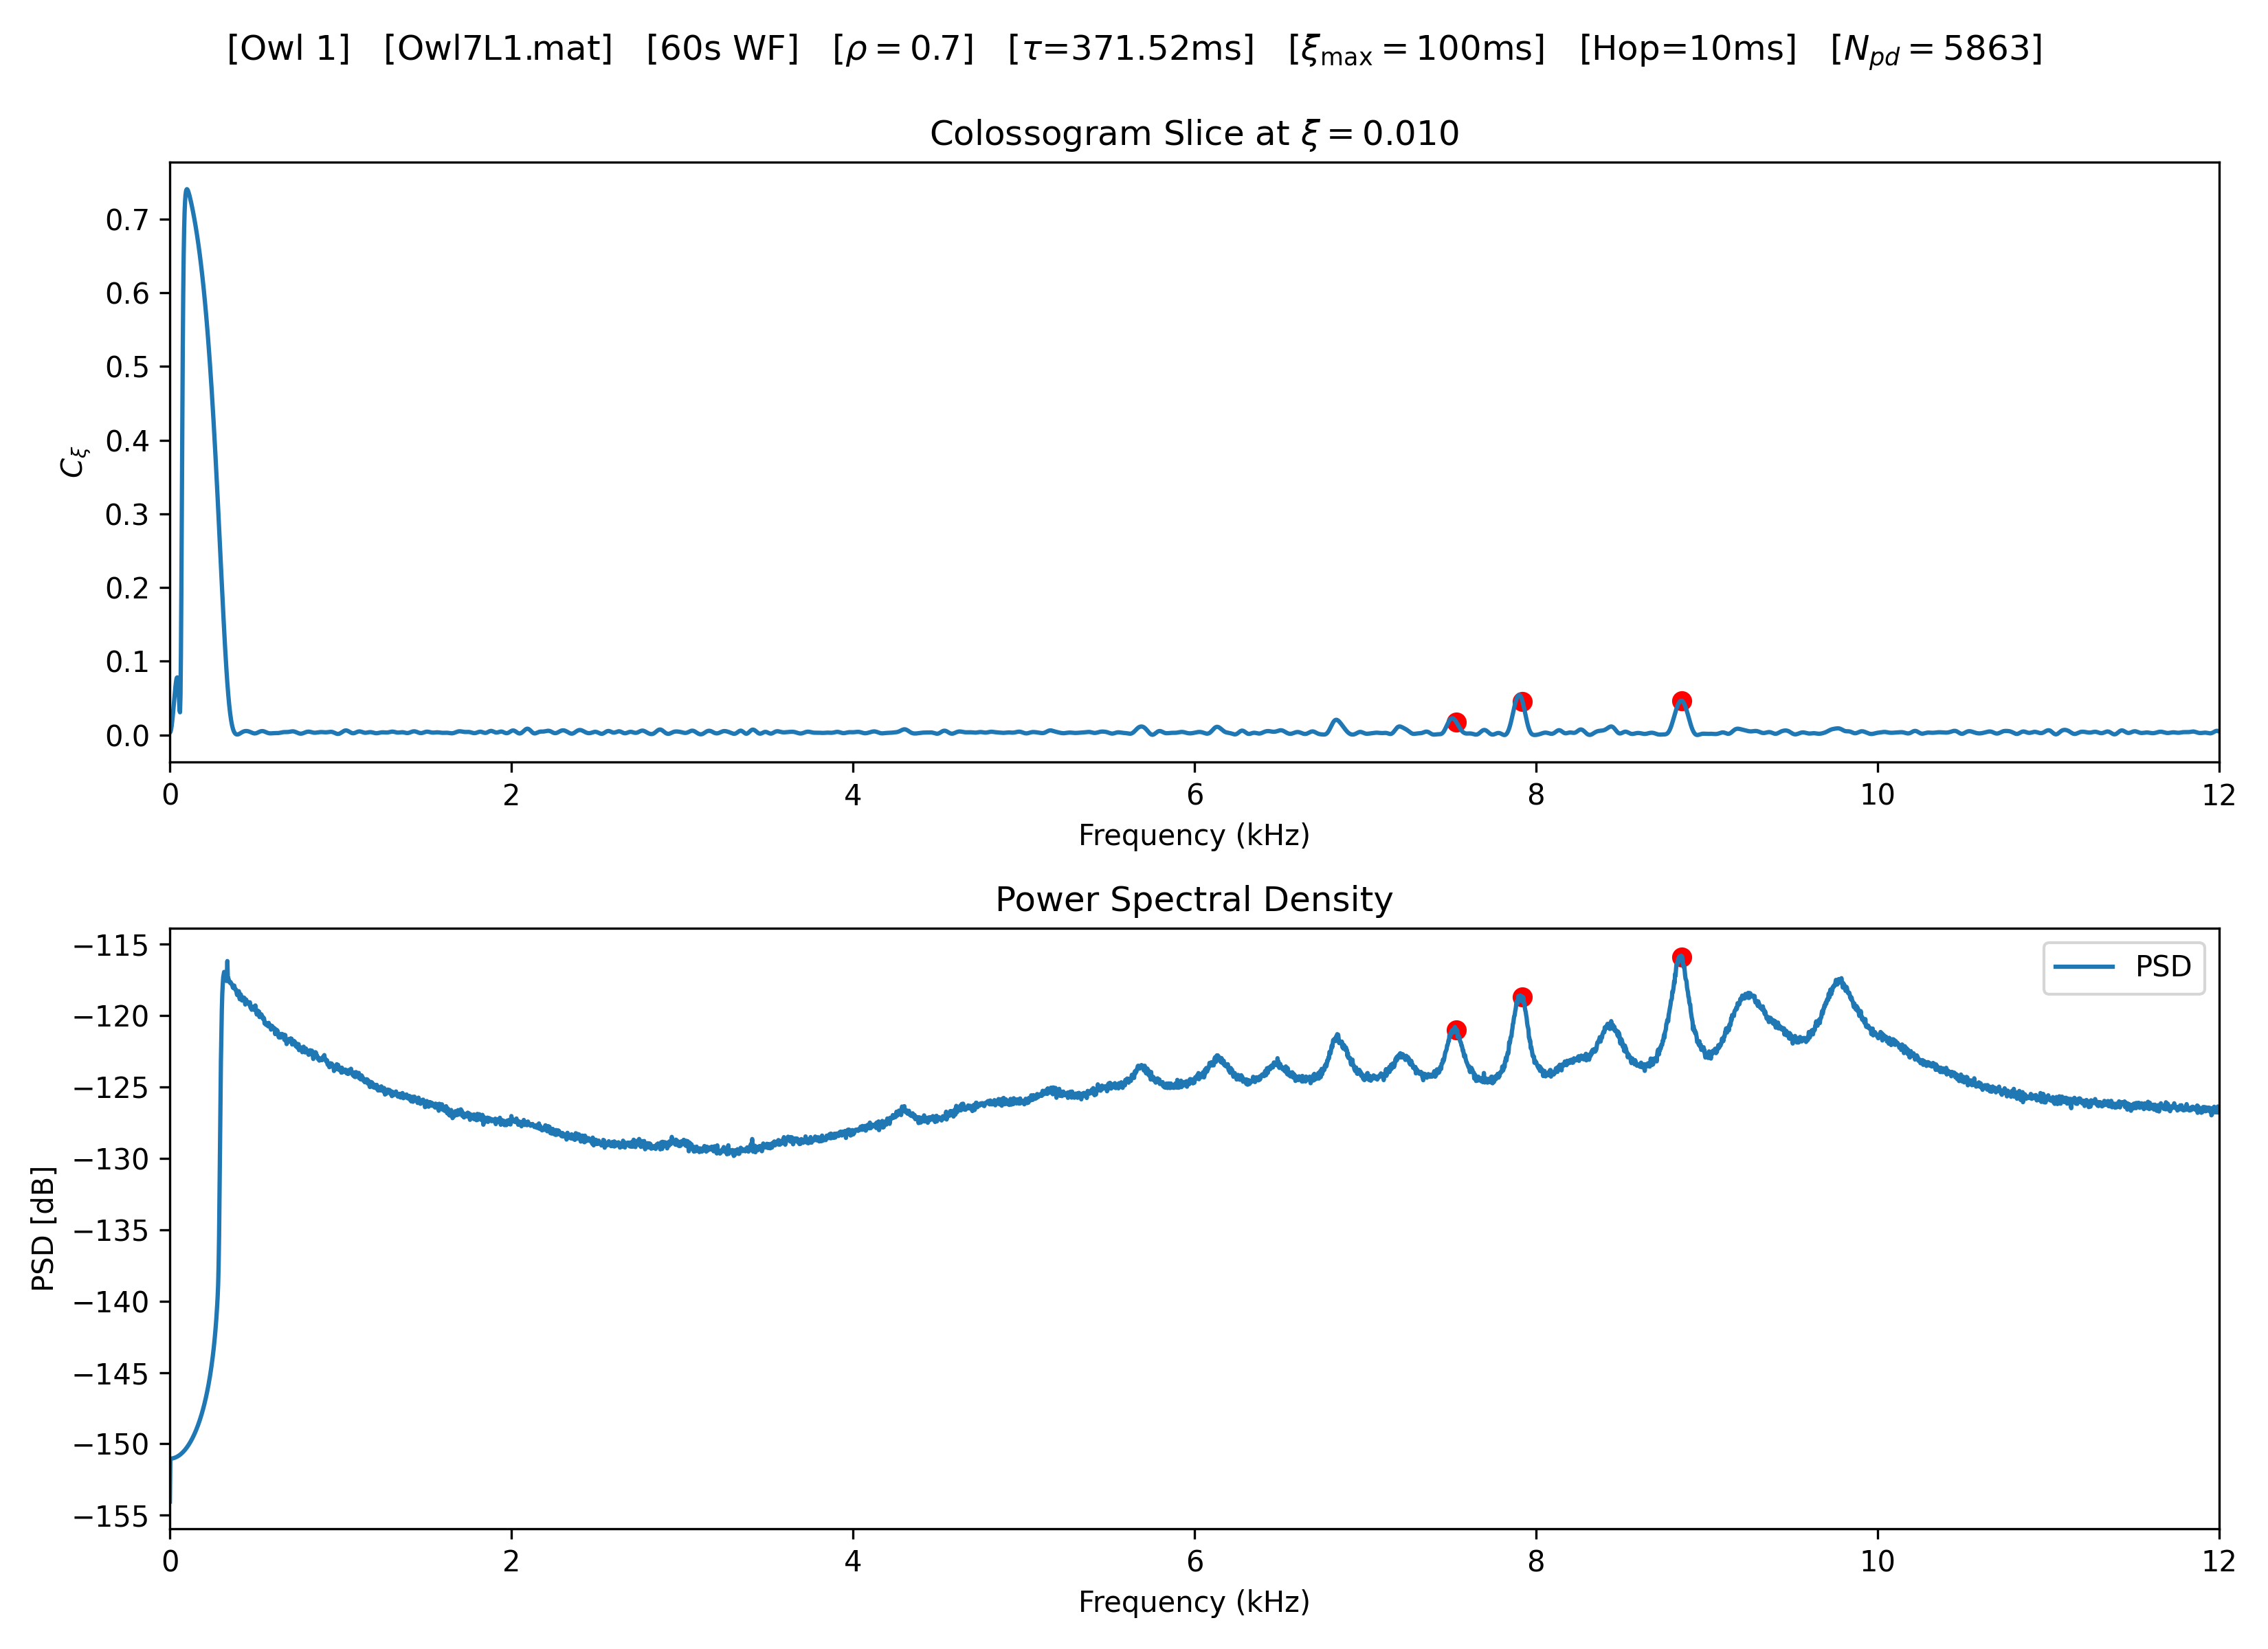 [Owl 1] [Owl7L1.mat] [60s WF] [ρ = 0.7] [τ=371.52ms] [ξmax = 100ms] [Hop=10ms] [Npd = 5863]
Colossogram Slice at ξ = 0.010
0.7
0.6
0.5
0.4
0.3
0.2
0.1
0.0
Cξ
0 2 4 6 8 10 12
Frequency (kHz)
Power Spectral Density
−115
−120
−125
−130
−135
−140
−145
−150
−155
PSD [dB]
PSD
0 2 4 6 8 10 12
Frequency (kHz)